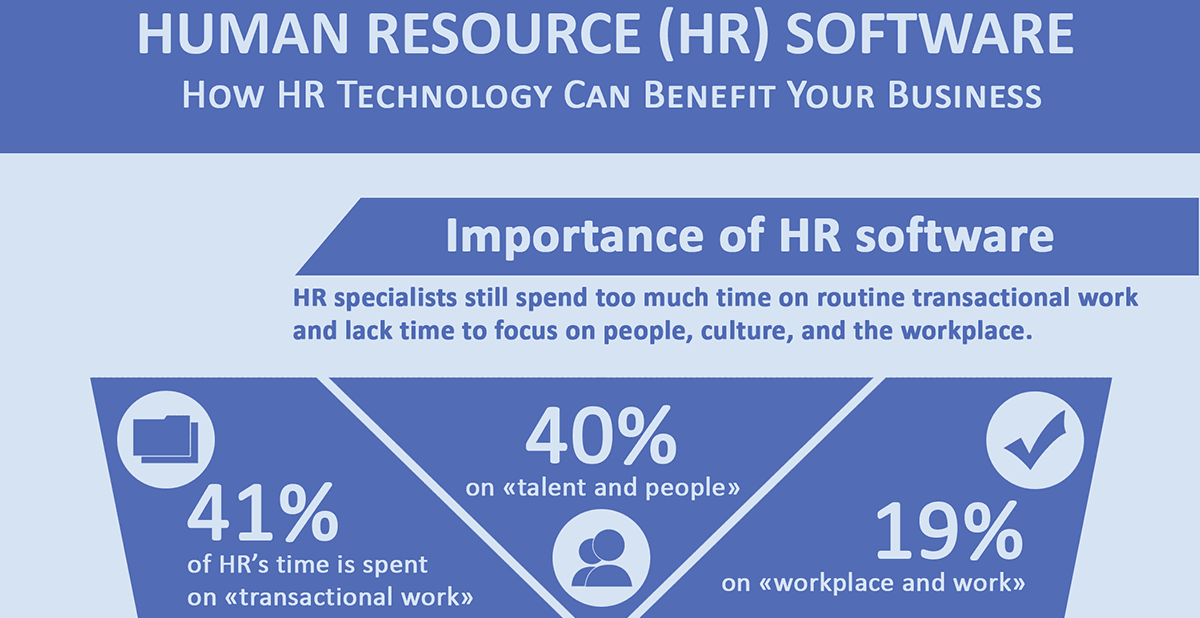 HUMAN RESOURCE (HR) SOFTWARE
HOW HR TECHNOLOGY CAN BENEFIT YOUR BUSINESS
Importance of HR software
HR specialists still spend too much time on routine transactional work
and lack time to focus on people, culture, and the workplace.
41%
of HR’s time is spent
on «transactional work»
40%
on «talent and people»
19%
on «workplace and work»